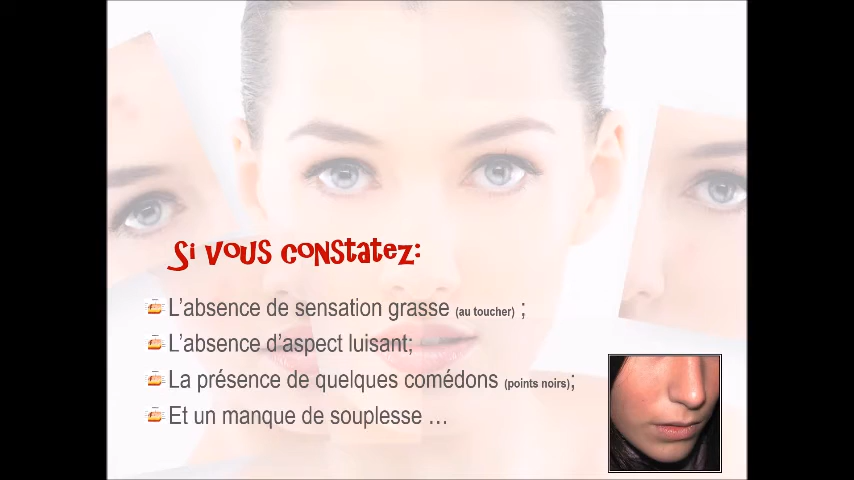 Si vous constatez:
L'absence de sensation grasse (au toucher) ;
L'absence d'aspect luisant;
La présence de quelques comédons (points noirs);
Et un manque de souplesse …